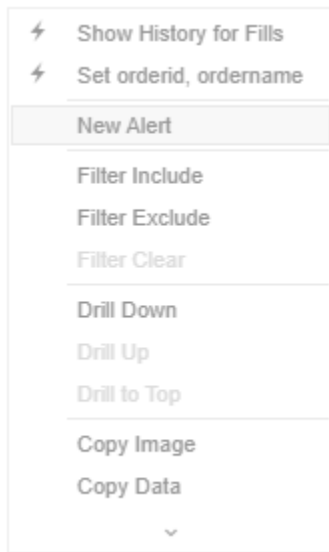 Show History for Fills
Set orderid, ordername
New Alert
Filter Include
Filter Exclude
Filter Clear
Drill Down
Drill Up
Drill to Top
Copy Image
Copy Data